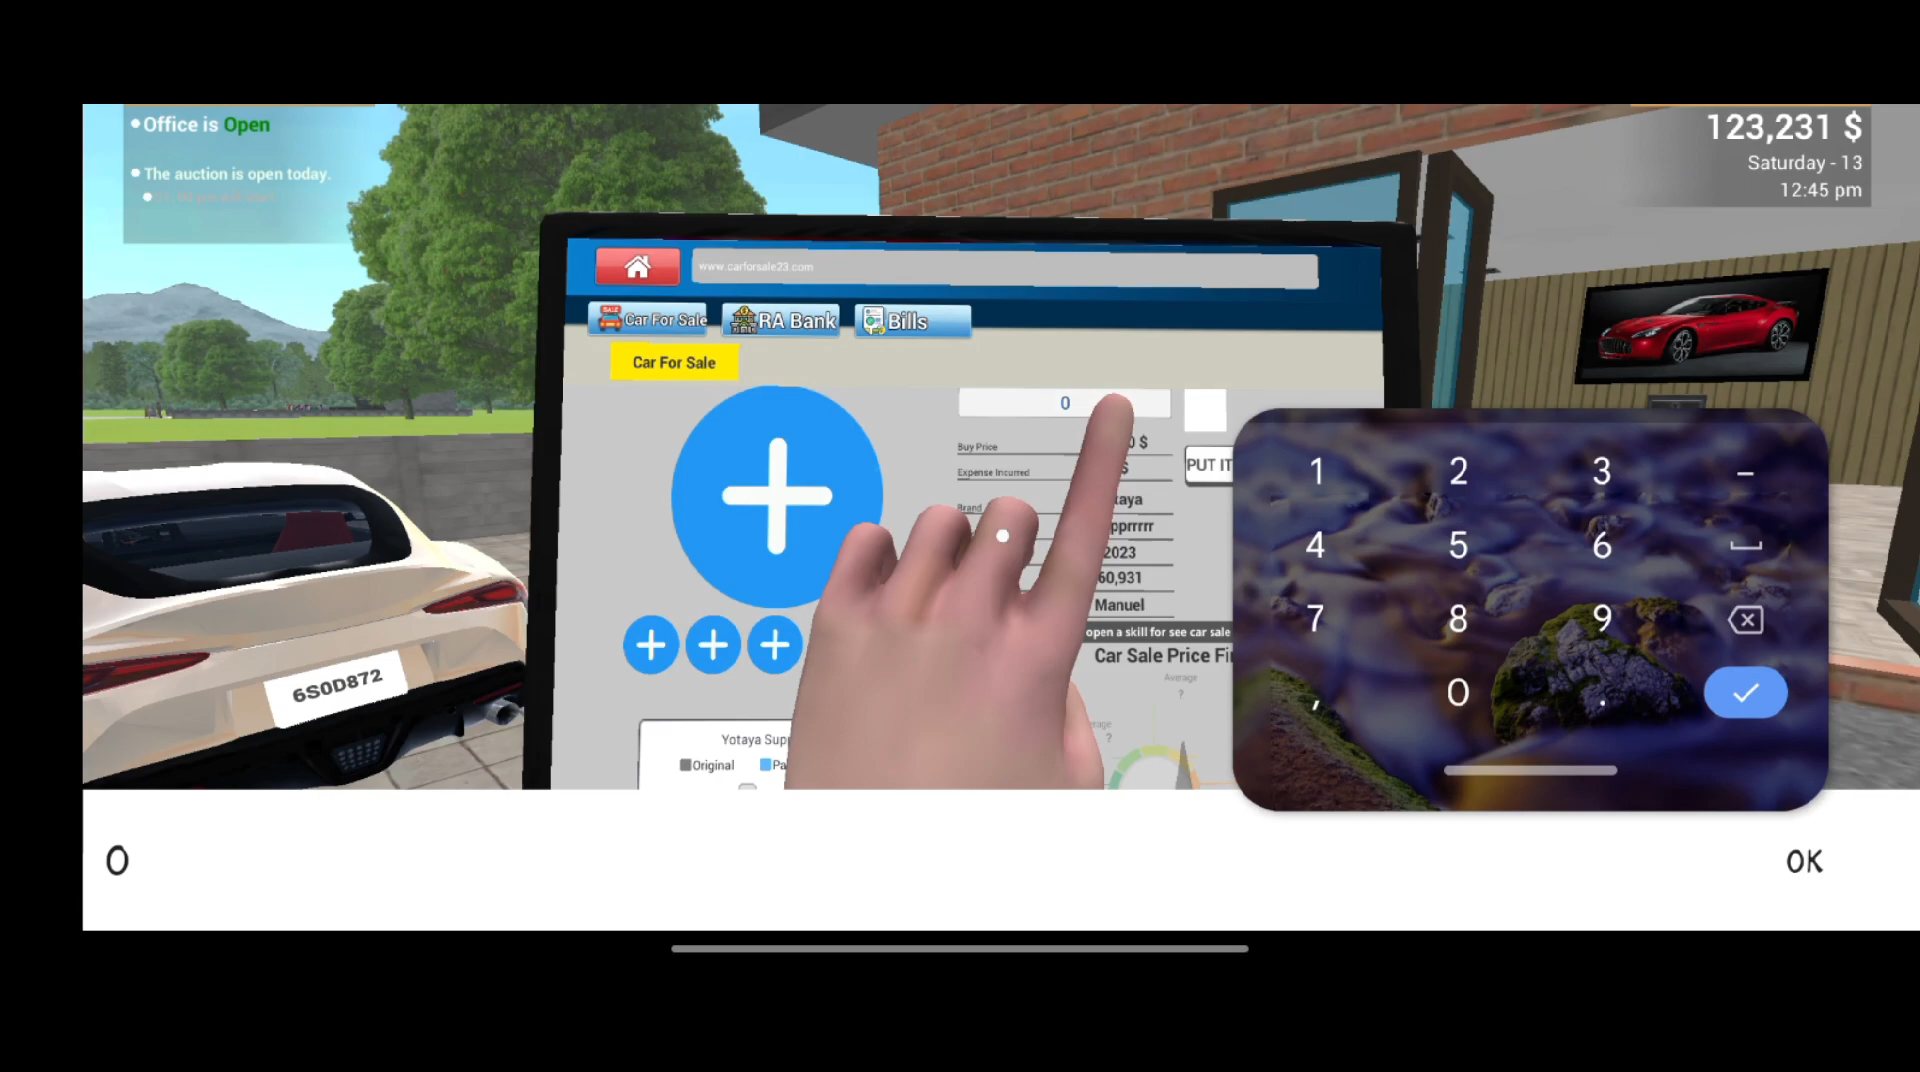 Office is Open
The auction is open today.
123,231 $
Saturday - 13
12:45 pm
www.carforsale23.com
Car For Sale
RA Bank
Bills
Car For Sale
0
Buy Price
0 $
Expense Incurred
$
Brand
taya
pprrrrr
2023
60,931
Manuel
PUT IT
open a skill for see car sale
Car Sale Price Fi
Average
?
rage
?
Yotaya Supp
Original
Pa
6S0D872
1 2 3 –
4 5 6
7 8 9
, 0 .
0
OK